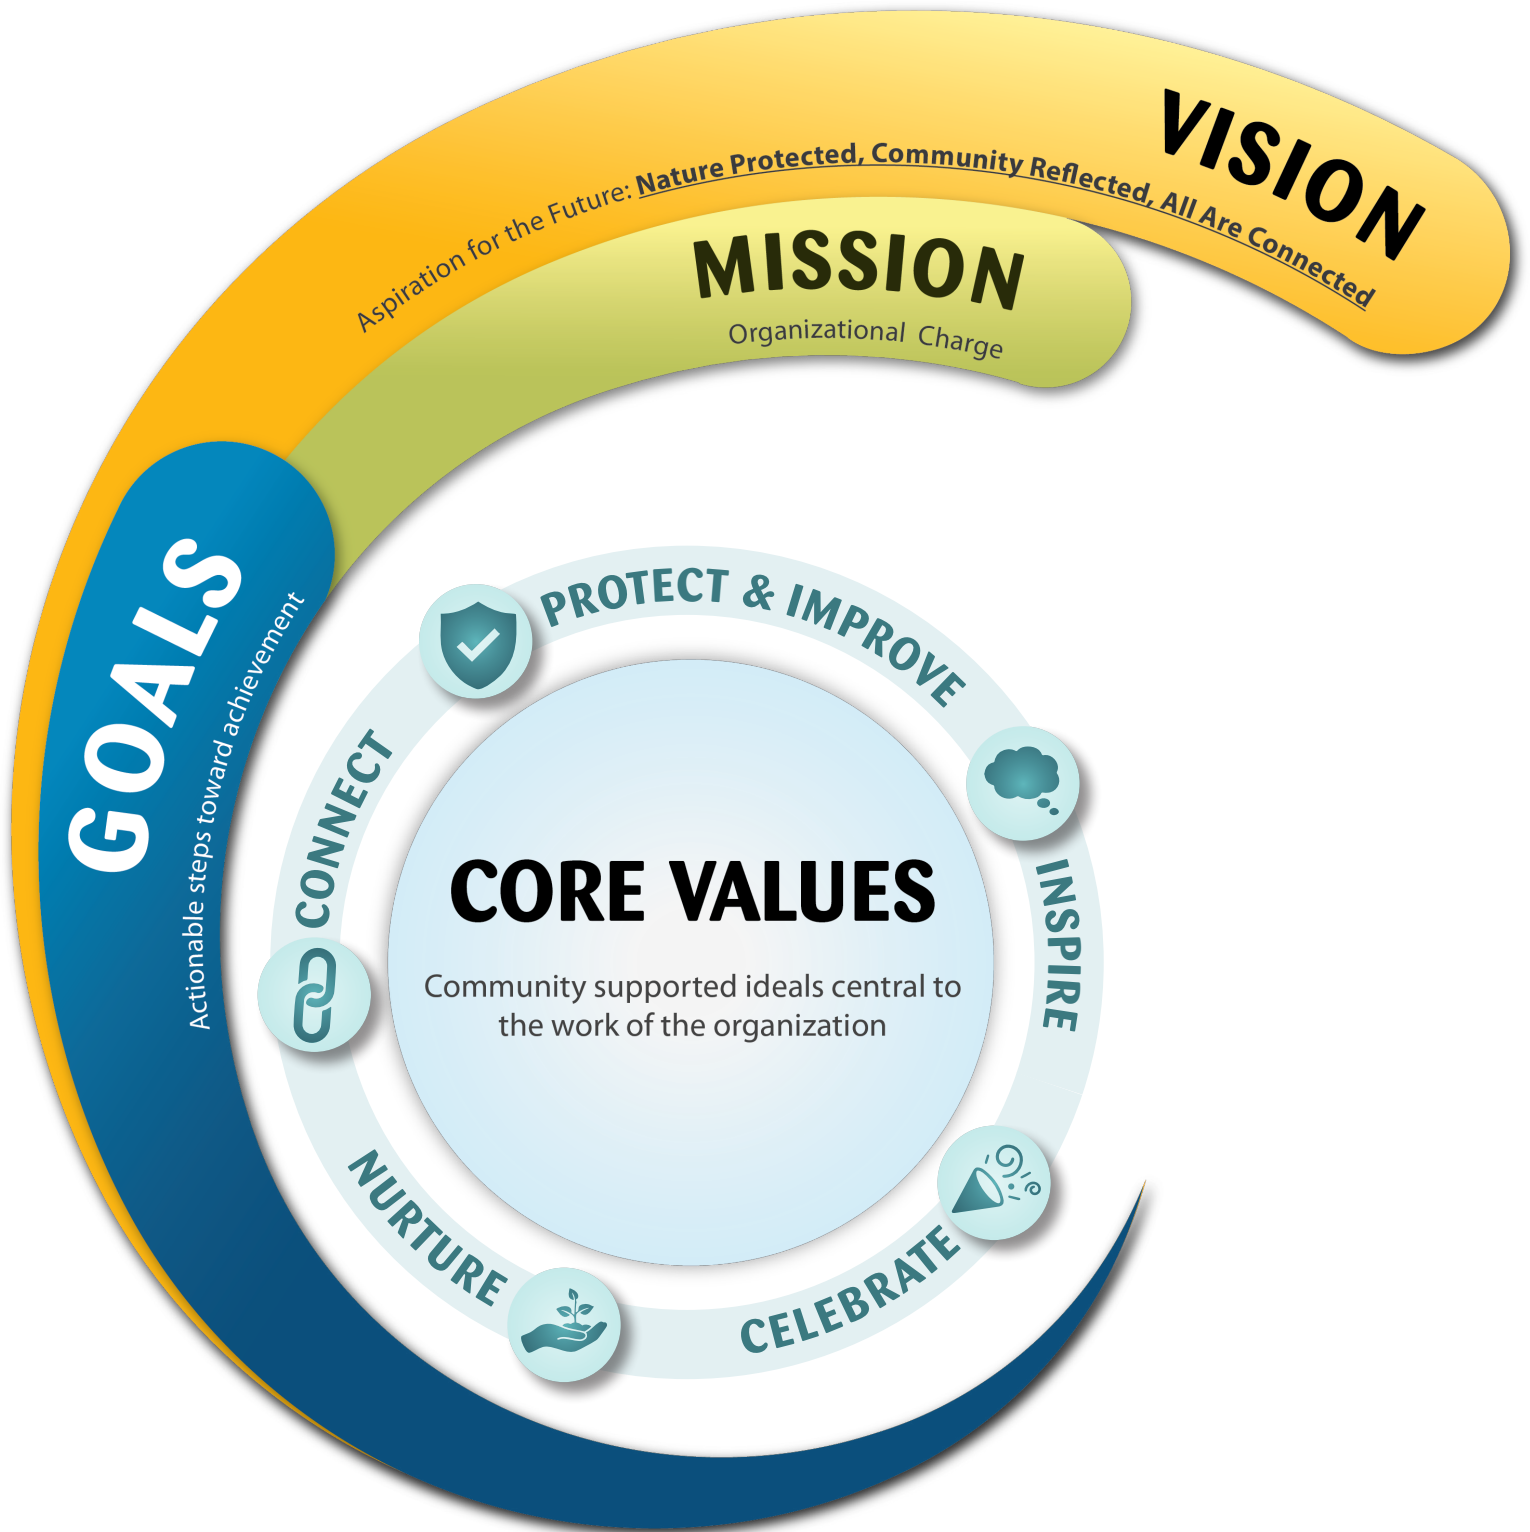 VISION
Aspiration for the Future: Nature Protected, Community Reflected, All Are Connected
MISSION
Organizational Charge
GOALS
Actionable steps toward achievement
PROTECT & IMPROVE
INSPIRE
CELEBRATE
NURTURE
CONNECT
CORE VALUES
Community supported ideals central to
the work of the organization